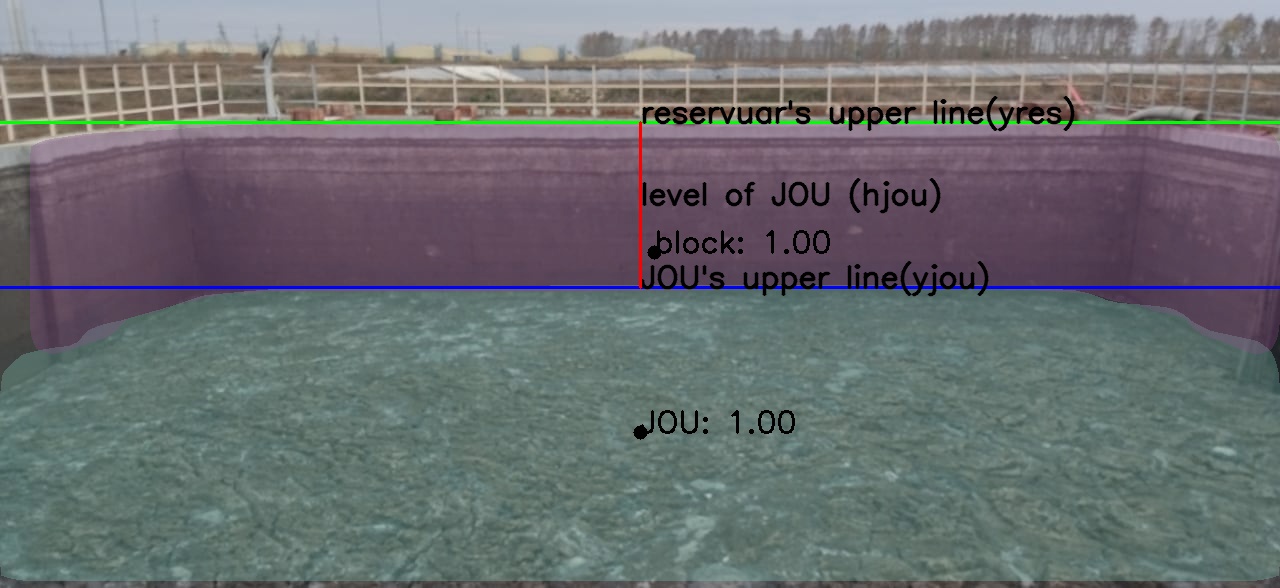 reservuar's upper line(yres)
level of JOU (hjou)
block: 1.00
JOU's upper line(yjou)
JOU: 1.00